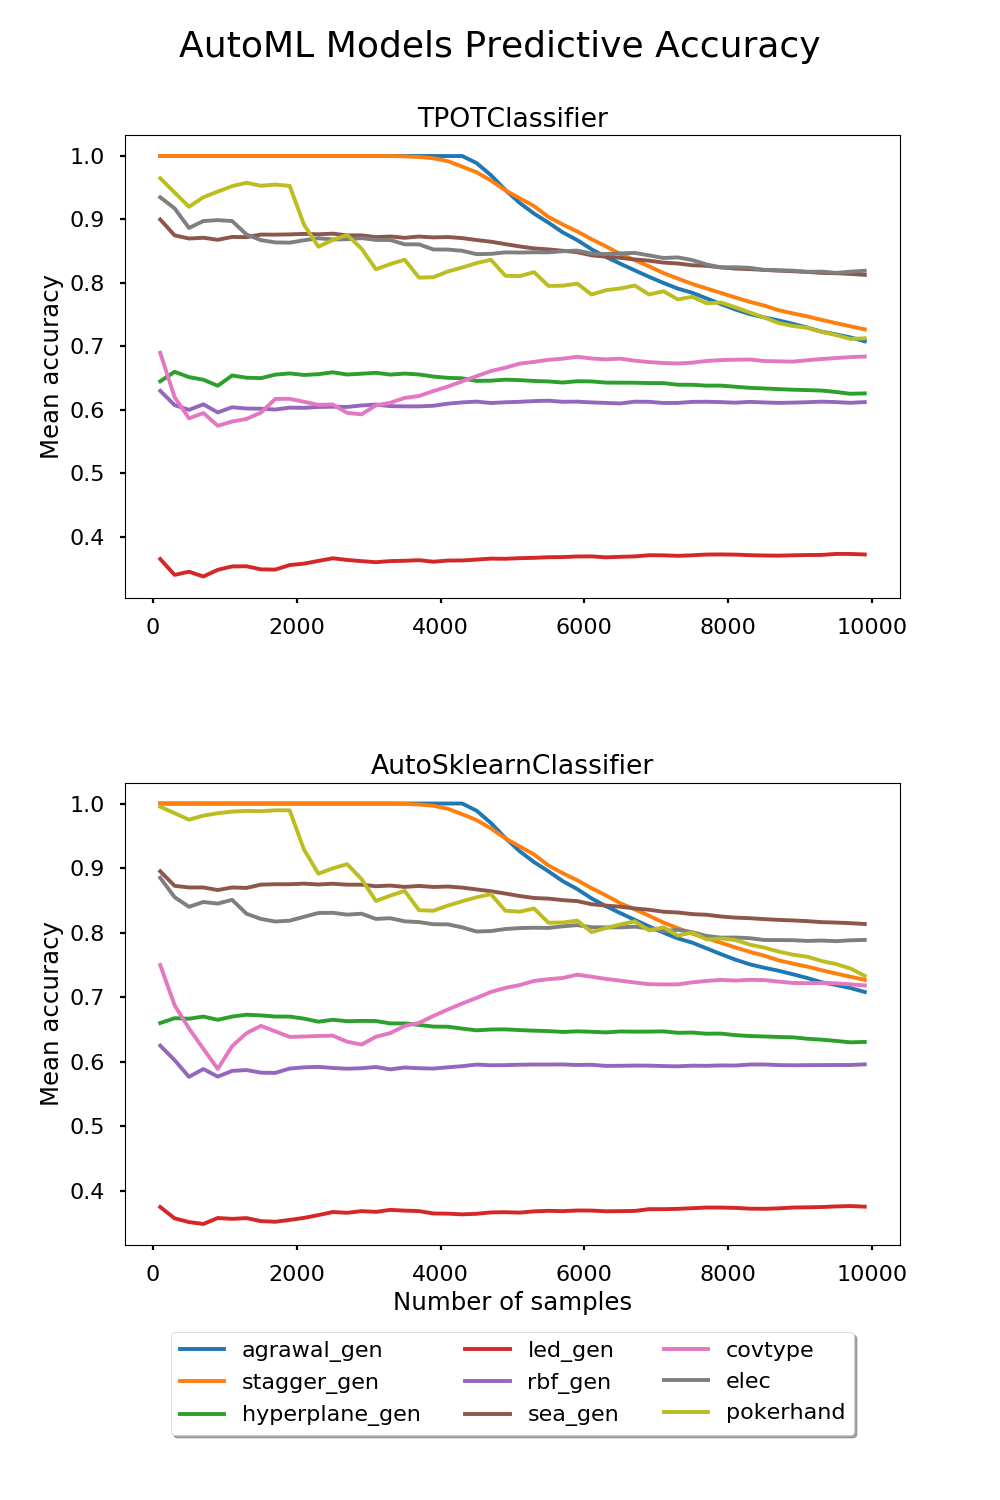 AutoML Models Predictive Accuracy
TPOTClassifier
Mean accuracy
1.0
0.9
0.8
0.7
0.6
0.5
0.4
0 2000 4000 6000 8000 10000
AutoSklearnClassifier
Mean accuracy
1.0
0.9
0.8
0.7
0.6
0.5
0.4
0 2000 4000 6000 8000 10000
Number of samples
agrawal_gen led_gen covtype
stagger_gen rbf_gen elec
hyperplane_gen sea_gen pokerhand